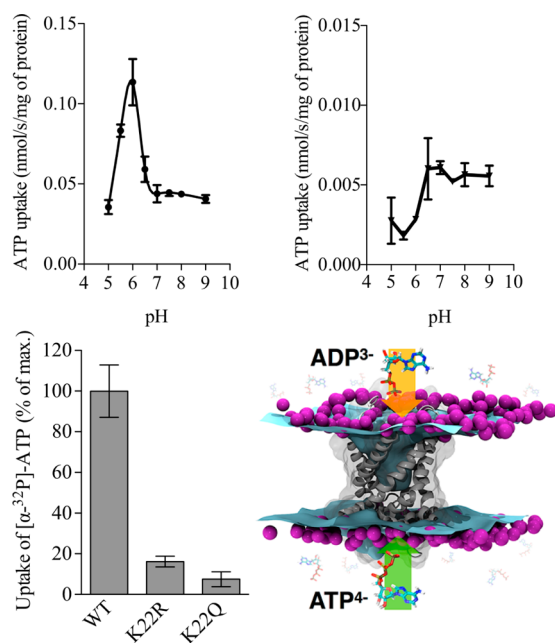 ATP uptake (nmol/s/mg of protein)
0.15
0.10
0.05
0.00
4 5 6 7 8 9 10
pH
ATP uptake (nmol/s/mg of protein)
0.015
0.010
0.005
0.000
4 5 6 7 8 9 10
pH
Uptake of [α-³²P]-ATP (% of max.)
120
100
80
60
40
20
0
WT
K22R
K22Q
ADP³⁻
ATP⁴⁻